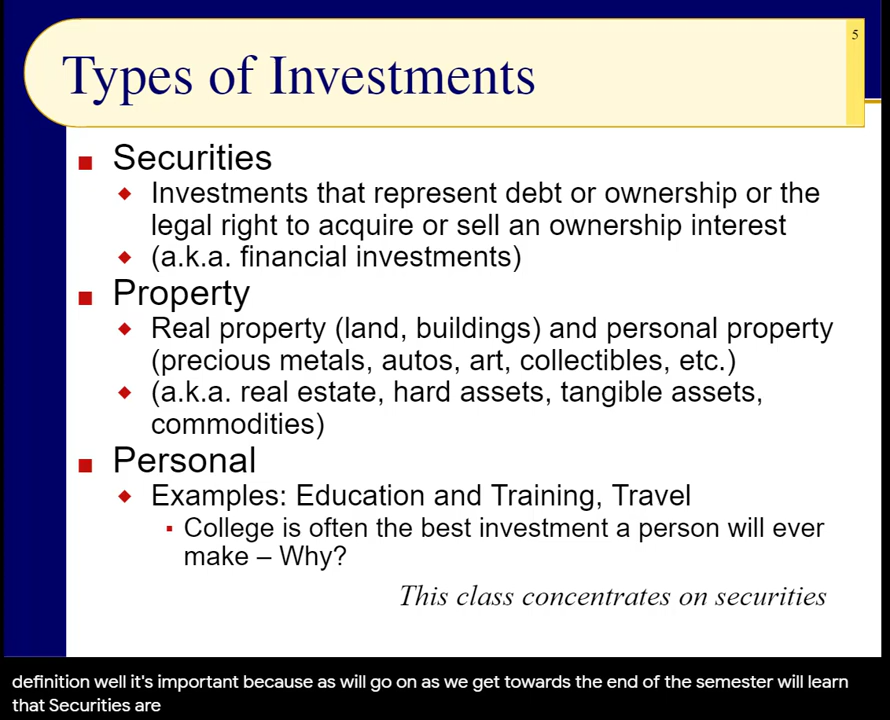 5
Types of Investments
Securities
Investments that represent debt or ownership or the
legal right to acquire or sell an ownership interest
(a.k.a. financial investments)
Property
Real property (land, buildings) and personal property
(precious metals, autos, art, collectibles, etc.)
(a.k.a. real estate, hard assets, tangible assets,
commodities)
Personal
Examples: Education and Training, Travel
College is often the best investment a person will ever
make – Why?
This class concentrates on securities
definition well it's important because as will go on as we get towards the end of the semester will learn
that Securities are